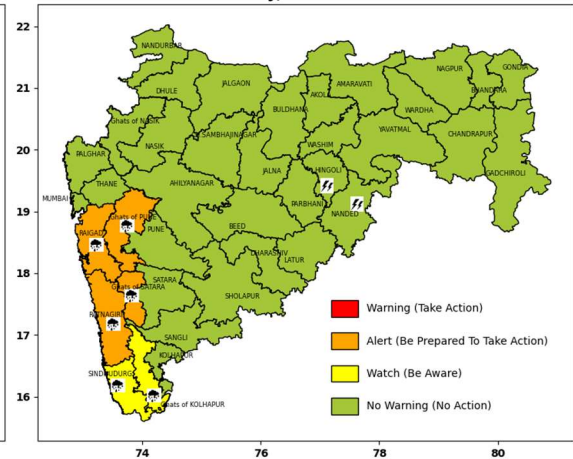 22
21
20
19
18
17
16
74
76
78
80
NANDURBAR
DHULE
JALGAON
NAGPUR
GONDIA
BHANDARA
AKOLA
AMARAVATI
BULDHANA
WARDHA
Ghats of NASIK
S.AMBHAJINAGAR
YAVATMAL
CHANDRAPUR
PALGHAR
NASIK
WASHIM
JALNA
HINGOLI
GADCHIROLI
THANE
AHILYANAGAR
MUMBAI
PARBHANI
NANDED
Ghats of PUNE
RAIGAD
PUNE
BEED
DHARASHIV
LATUR
SATARA
Ghats of SATARA
SHOLAPUR
RATNAGIRI
SANGLI
KOLHAPUR
SINDHUDURG
Ghats of KOLHAPUR
Warning (Take Action)
Alert (Be Prepared To Take Action)
Watch (Be Aware)
No Warning (No Action)